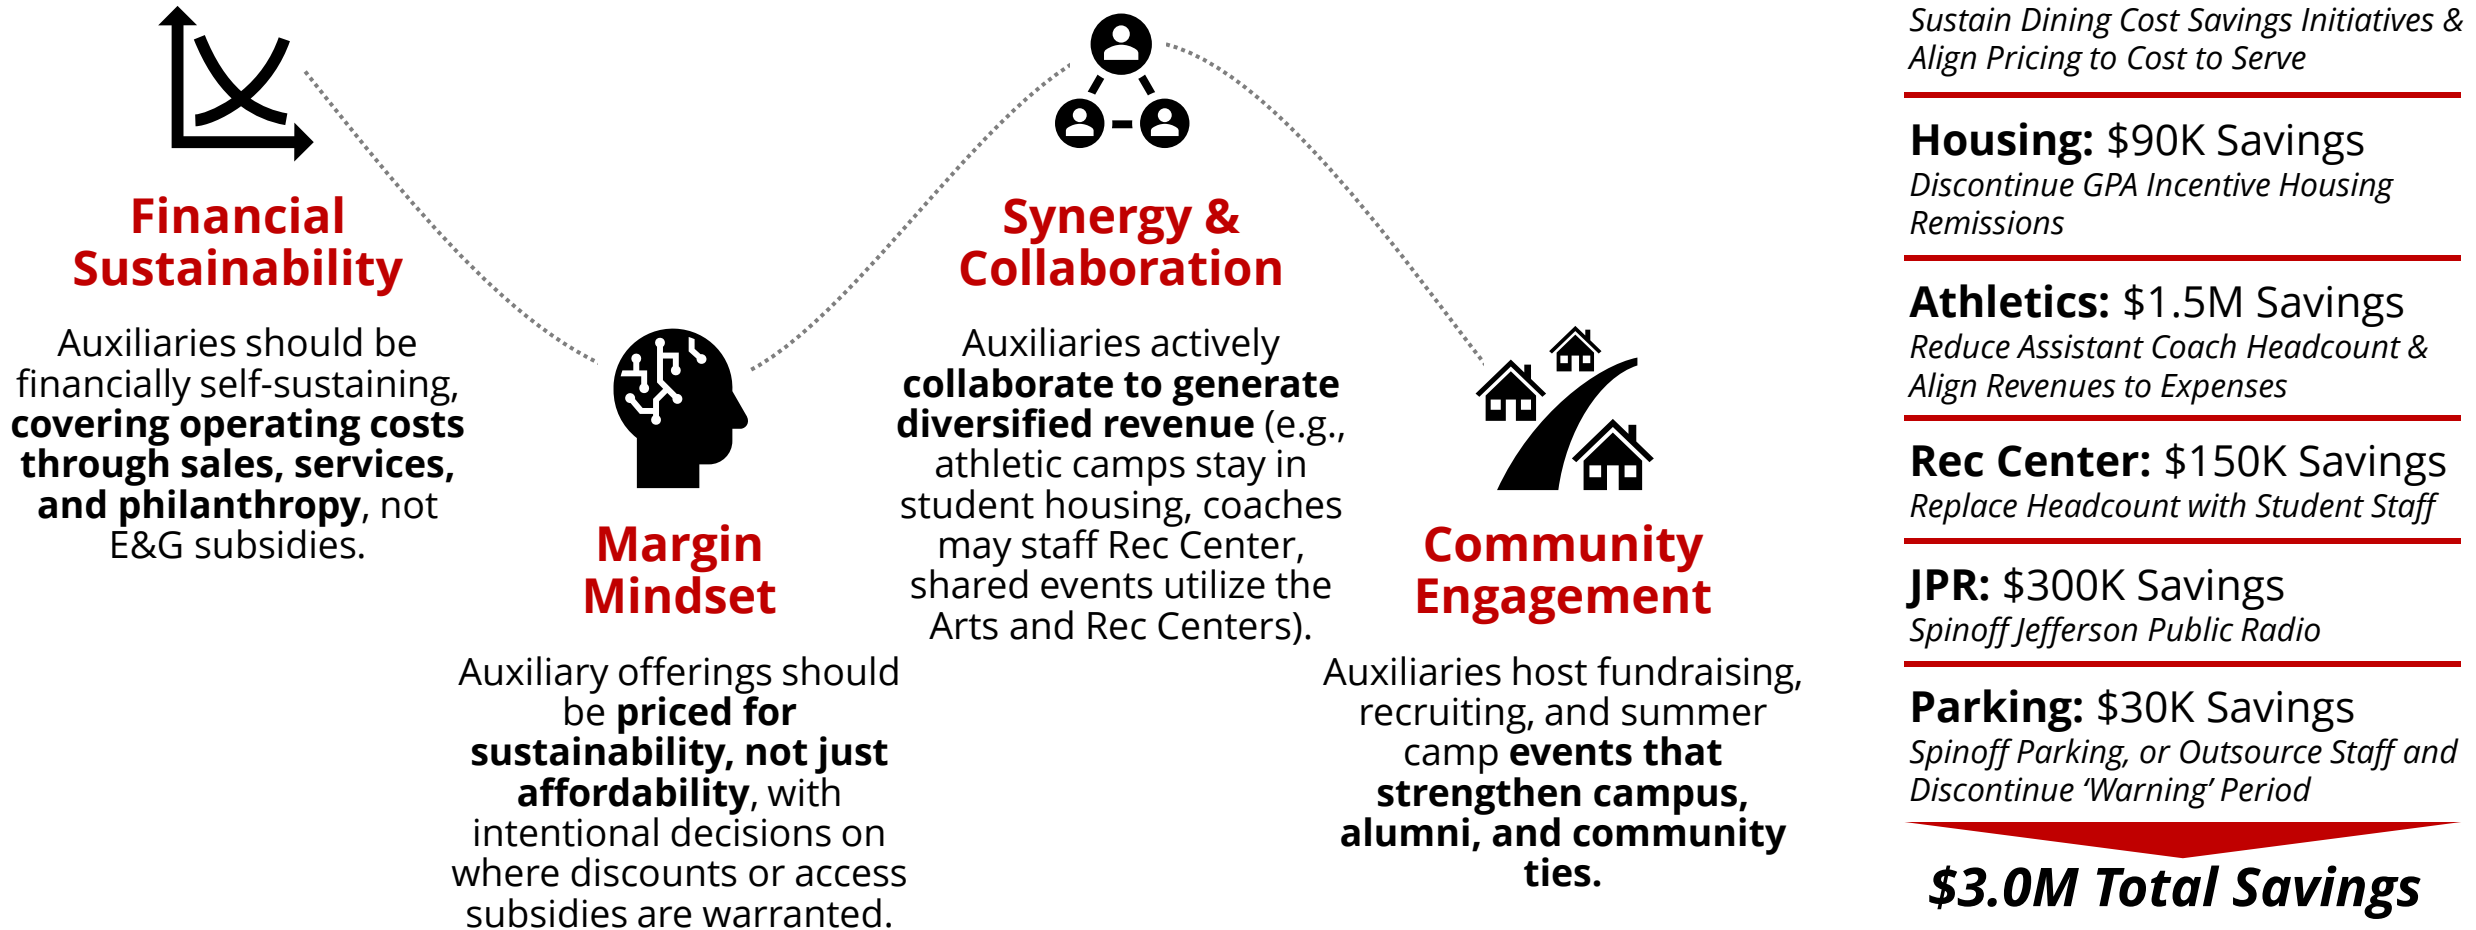 Financial
Sustainability
Auxiliaries should be
financially self-sustaining,
covering operating costs
through sales, services,
and philanthropy, not
E&G subsidies.
Margin
Mindset
Auxiliary offerings should
be priced for
sustainability, not just
affordability, with
intentional decisions on
where discounts or access
subsidies are warranted.
Synergy &
Collaboration
Auxiliaries actively
collaborate to generate
diversified revenue (e.g.,
athletic camps stay in
student housing, coaches
may staff Rec Center,
shared events utilize the
Arts and Rec Centers).
Community
Engagement
Auxiliaries host fundraising,
recruiting, and summer
camp events that
strengthen campus,
alumni, and community
ties.
Sustain Dining Cost Savings Initiatives &
Align Pricing to Cost to Serve
Housing: $90K Savings
Discontinue GPA Incentive Housing
Remissions
Athletics: $1.5M Savings
Reduce Assistant Coach Headcount &
Align Revenues to Expenses
Rec Center: $150K Savings
Replace Headcount with Student Staff
JPR: $300K Savings
Spinoff Jefferson Public Radio
Parking: $30K Savings
Spinoff Parking, or Outsource Staff and
Discontinue ‘Warning’ Period
$3.0M Total Savings